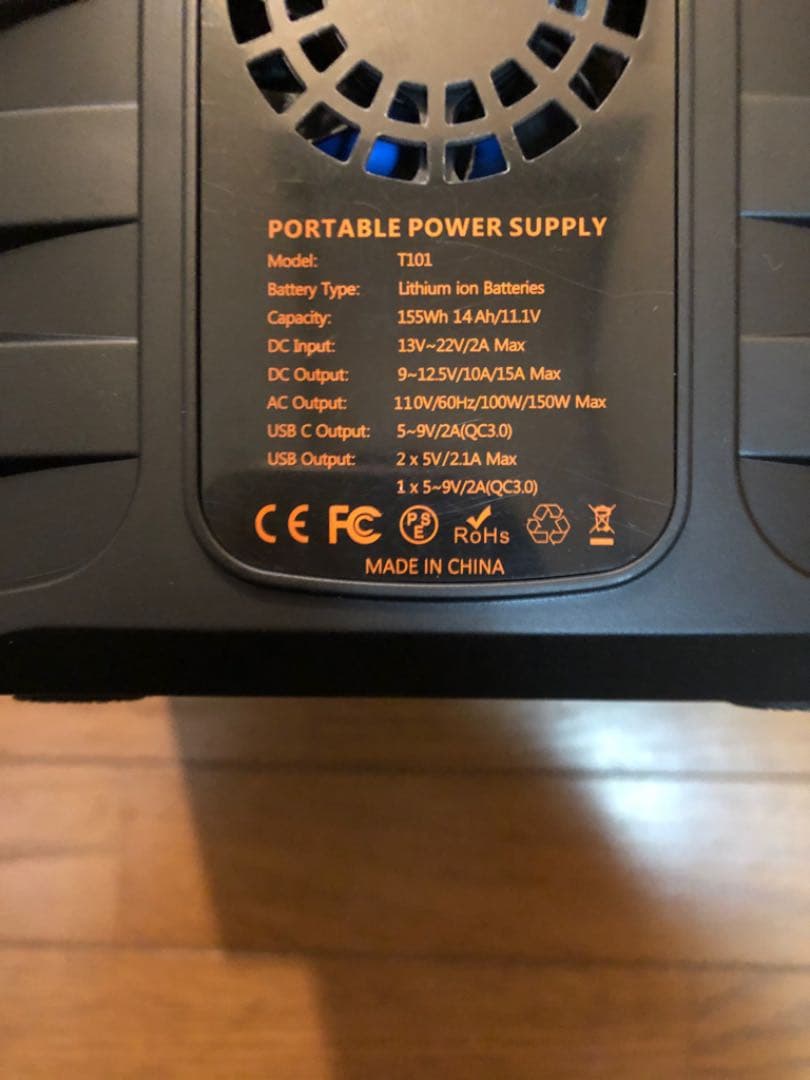 PORTABLE POWER SUPPLY
Model: T101
Battery Type: Lithium ion Batteries
Capacity: 155Wh 14Ah/11.1V
DC Input: 13V~22V/2A Max
DC Output: 9~12.5V/10A/15A Max
AC Output: 110V/60Hz/100W/150W Max
USB C Output: 5~9V/2A(QC3.0)
USB Output: 2 x 5V/2.1A Max
1 x 5~9V/2A(QC3.0)
CE FC PSE RoHs
MADE IN CHINA